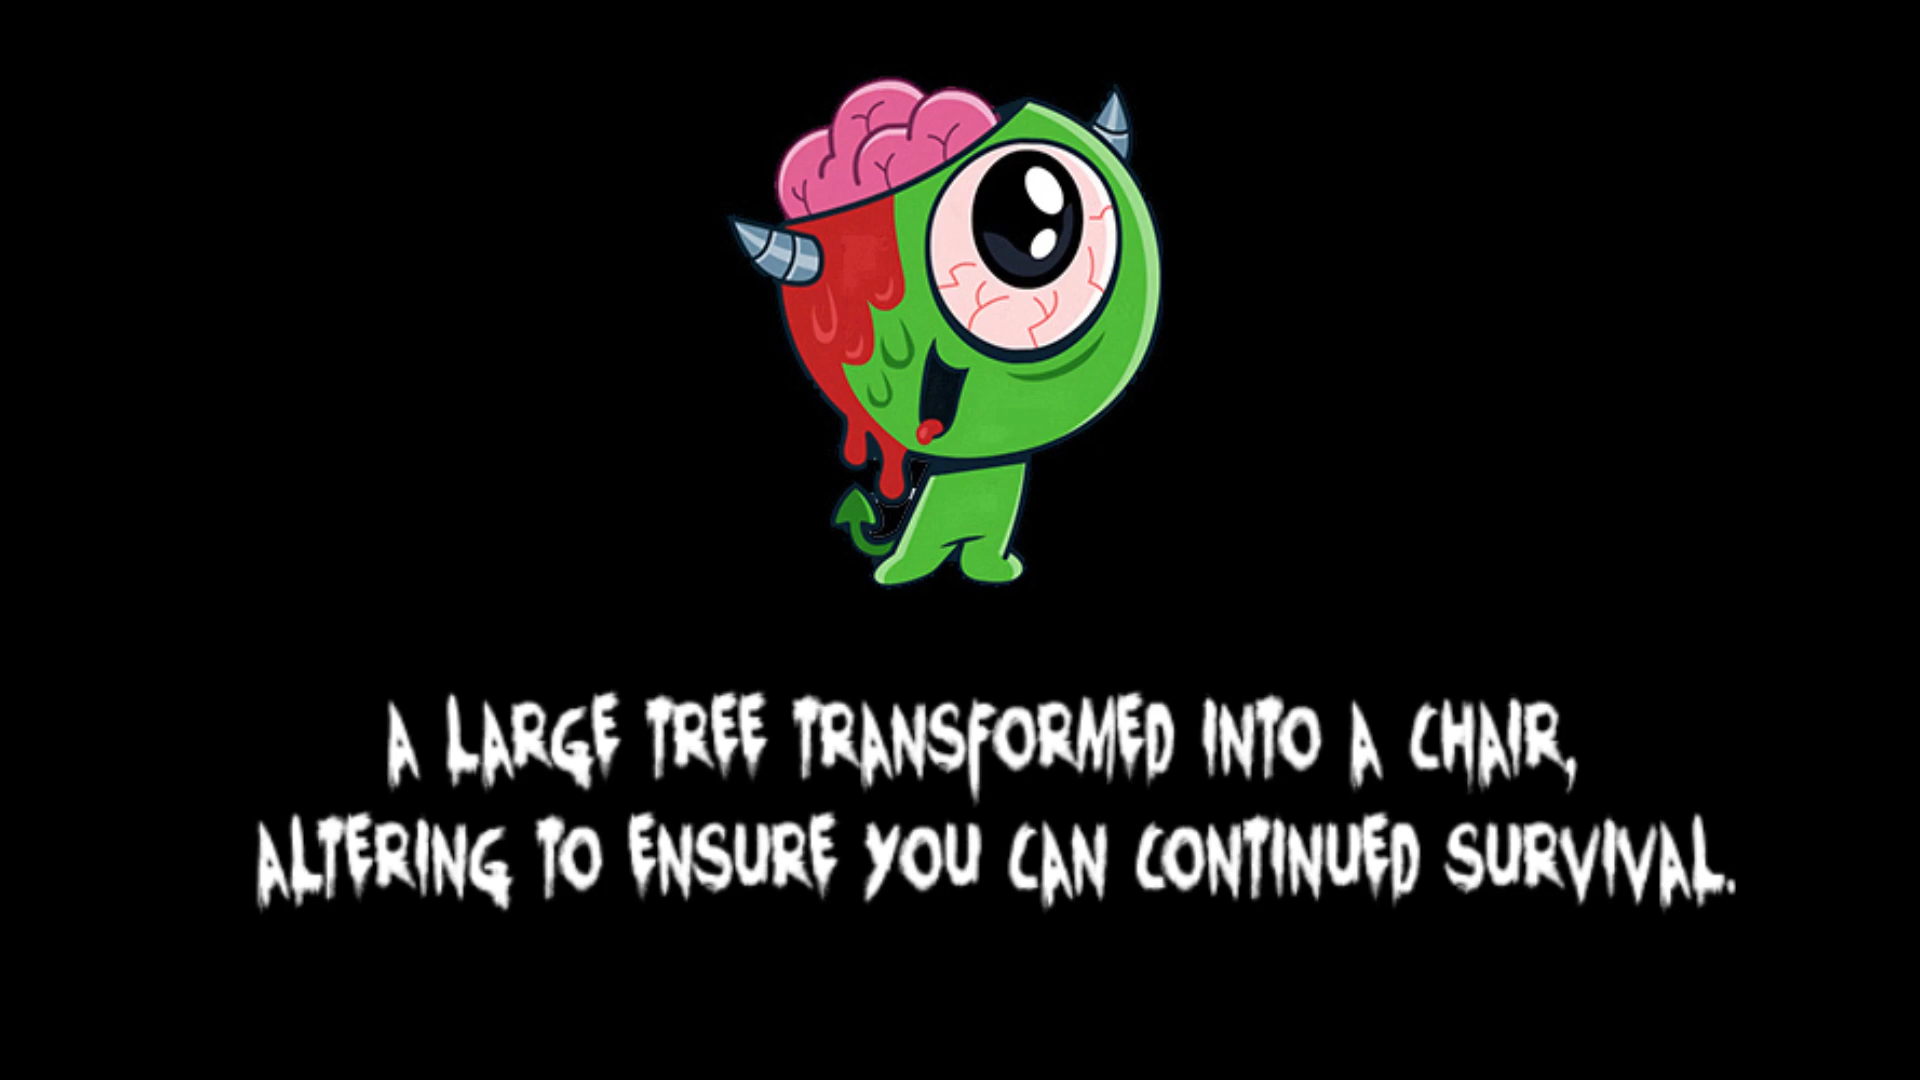 A LARGE TREE TRANSFORMED INTO A CHAIR,
ALTERING TO ENSURE YOU CAN CONTINUED SURVIVAL.